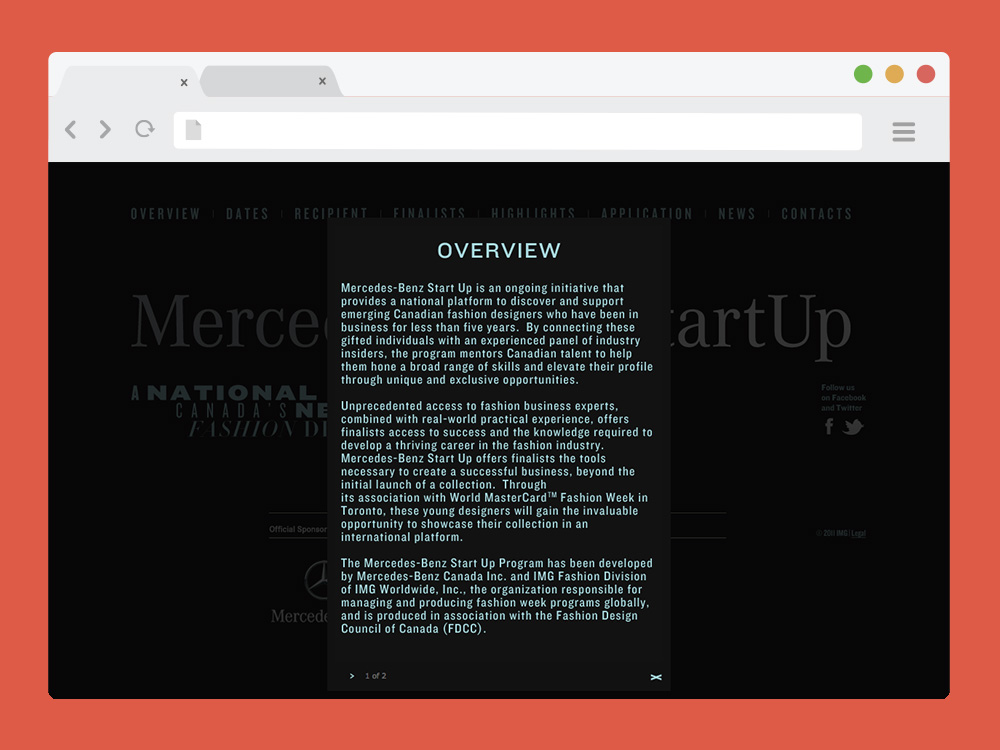 x x
OVERVIEW | DATES | RECIPIENT | FINALISTS | HIGHLIGHTS | APPLICATION | NEWS | CONTACTS
OVERVIEW
Mercedes-Benz Start Up is an ongoing initiative that
provides a national platform to discover and support
emerging Canadian fashion designers who have been in
business for less than five years.  By connecting these
gifted individuals with an experienced panel of industry
insiders, the program mentors Canadian talent to help
them hone a broad range of skills and elevate their profile
through unique and exclusive opportunities.
Unprecedented access to fashion business experts,
combined with real-world practical experience, offers
finalists access to success and the knowledge required to
develop a thriving career in the fashion industry.
Mercedes-Benz Start Up offers finalists the tools
necessary to create a successful business, beyond the
initial launch of a collection.  Through
its association with World MasterCard™ Fashion Week in
Toronto, these young designers will gain the invaluable
opportunity to showcase their collection in an
international platform.
The Mercedes-Benz Start Up Program has been developed
by Mercedes-Benz Canada Inc. and IMG Fashion Division
of IMG Worldwide, Inc., the organization responsible for
managing and producing fashion week programs globally,
and is produced in association with the Fashion Design
Council of Canada (FDCC).
> 1 of 2
Merce tartUp
A NATIONAL
CANADA'S NE
FASHION DE
Follow us
on Facebook
and Twitter
Official Sponsor
© 2011 IMG | Legal
Mercede